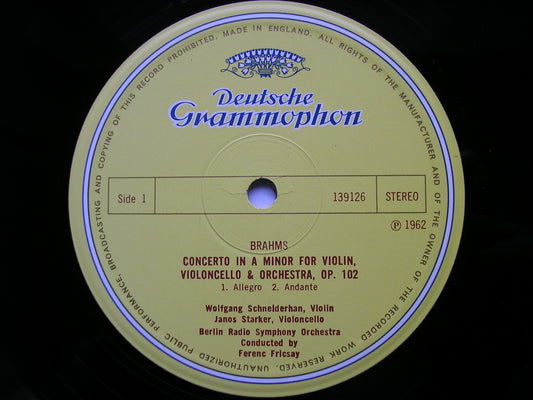 MADE IN ENGLAND. ALL RIGHTS OF THE MANUFACTURER AND OF THE OWNER OF THE RECORDED WORK RESERVED. UNAUTHORIZED PUBLIC PERFORMANCE, BROADCASTING AND COPYING OF THIS RECORD PROHIBITED.
Deutsche
Grammophon
Side 1
139126
STEREO
Ⓟ 1962
BRAHMS
CONCERTO IN A MINOR FOR VIOLIN,
VIOLONCELLO & ORCHESTRA, OP. 102
1. Allegro 2. Andante
Wolfgang Schneiderhan, Violin
Janos Starker, Violoncello
Berlin Radio Symphony Orchestra
Conducted by
Ferenc Fricsay